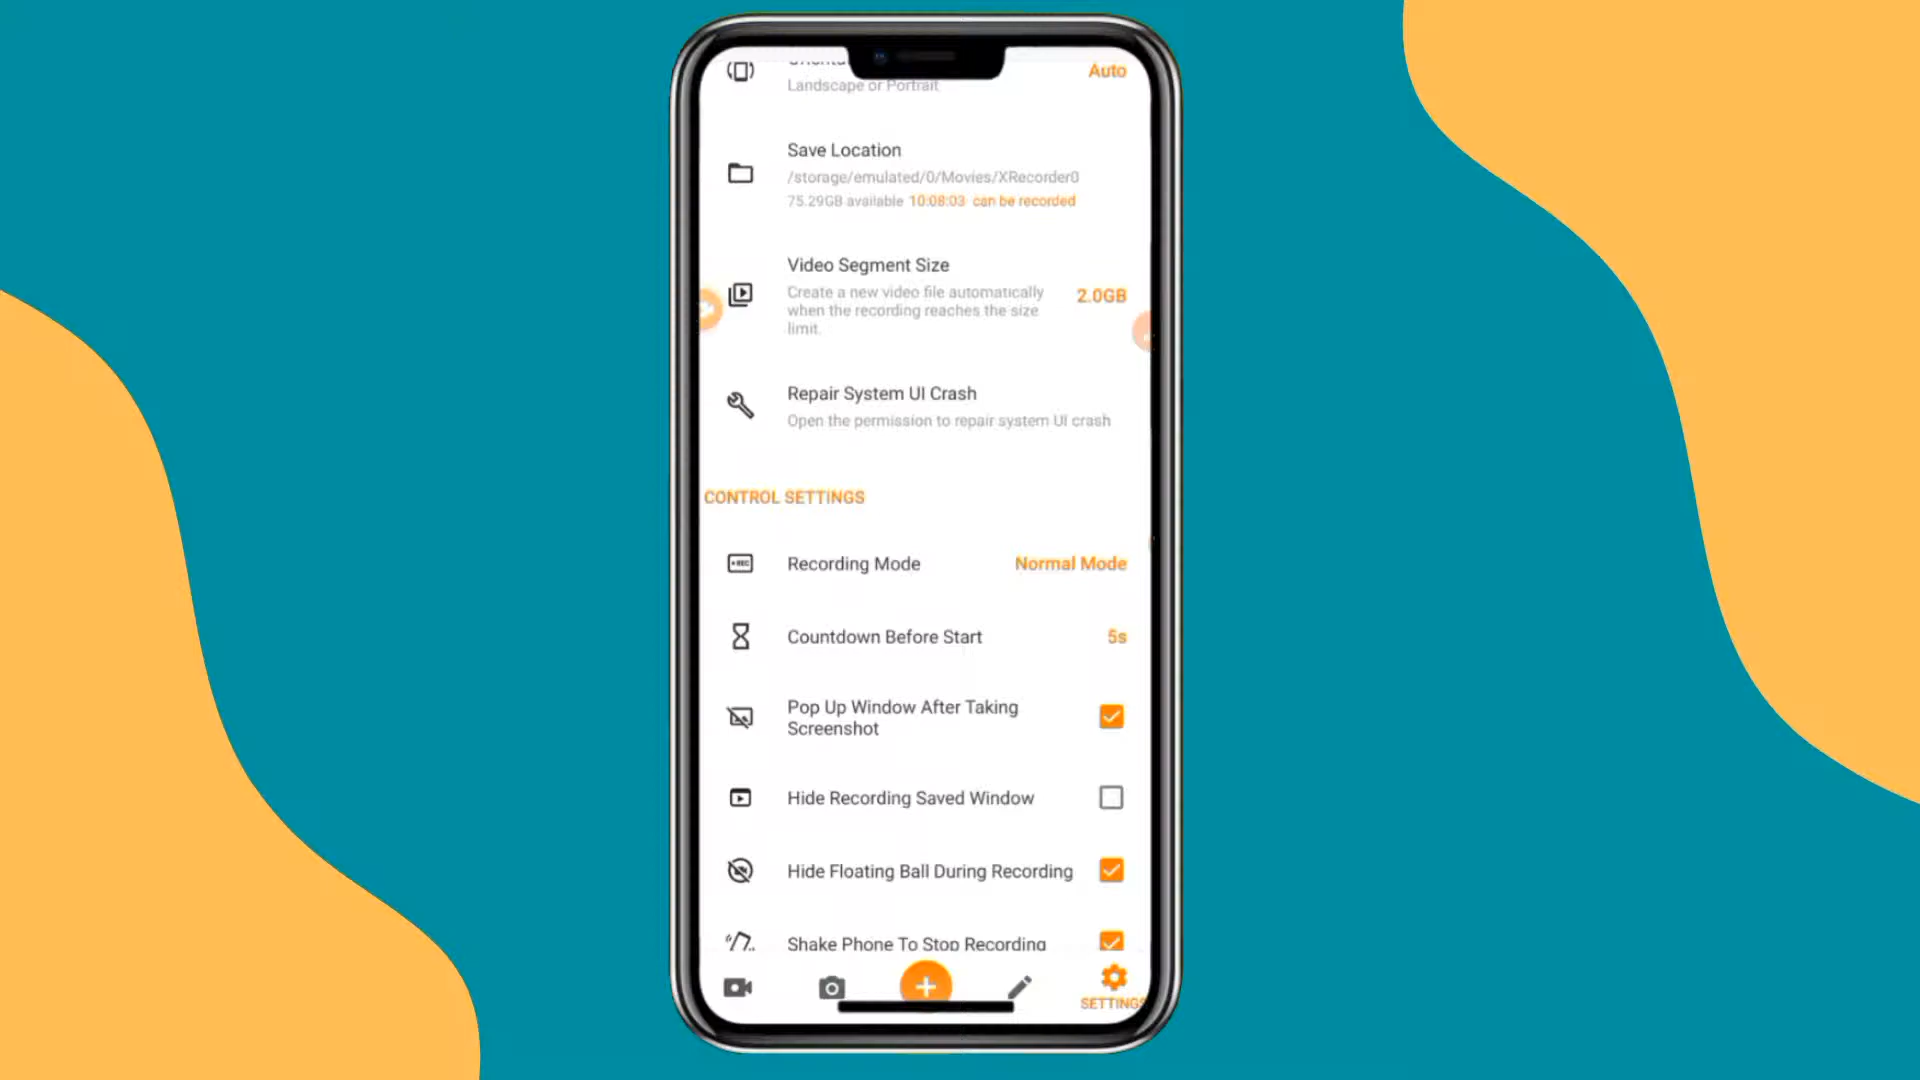 Auto
Landscape or Portrait
Save Location
/storage/emulated/0/Movies/XRecorder0
75.29GB available 10:08:03 can be recorded
Video Segment Size
Create a new video file automatically
when the recording reaches the size
limit.
2.0GB
Repair System UI Crash
Open the permission to repair system UI crash
CONTROL SETTINGS
Recording Mode Normal Mode
Countdown Before Start 5s
Pop Up Window After Taking
Screenshot
Hide Recording Saved Window
Hide Floating Ball During Recording
Shake Phone To Stop Recording
SETTINGS